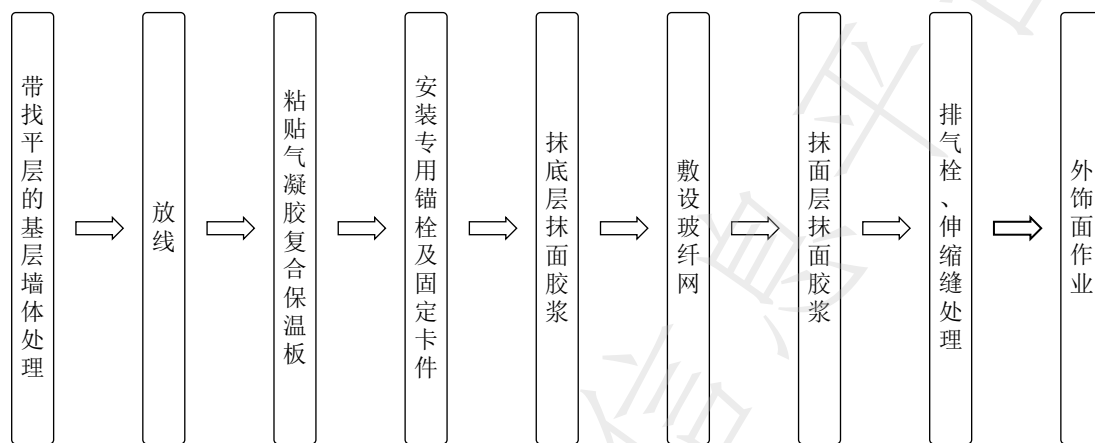 带找平层的基层墙体处理
放线
粘贴气凝胶复合保温板
安装专用锚栓及固定卡件
抹底层抹面胶浆
敷设玻纤网
抹面层抹面胶浆
排气栓、伸缩缝处理
外饰面作业
信息平